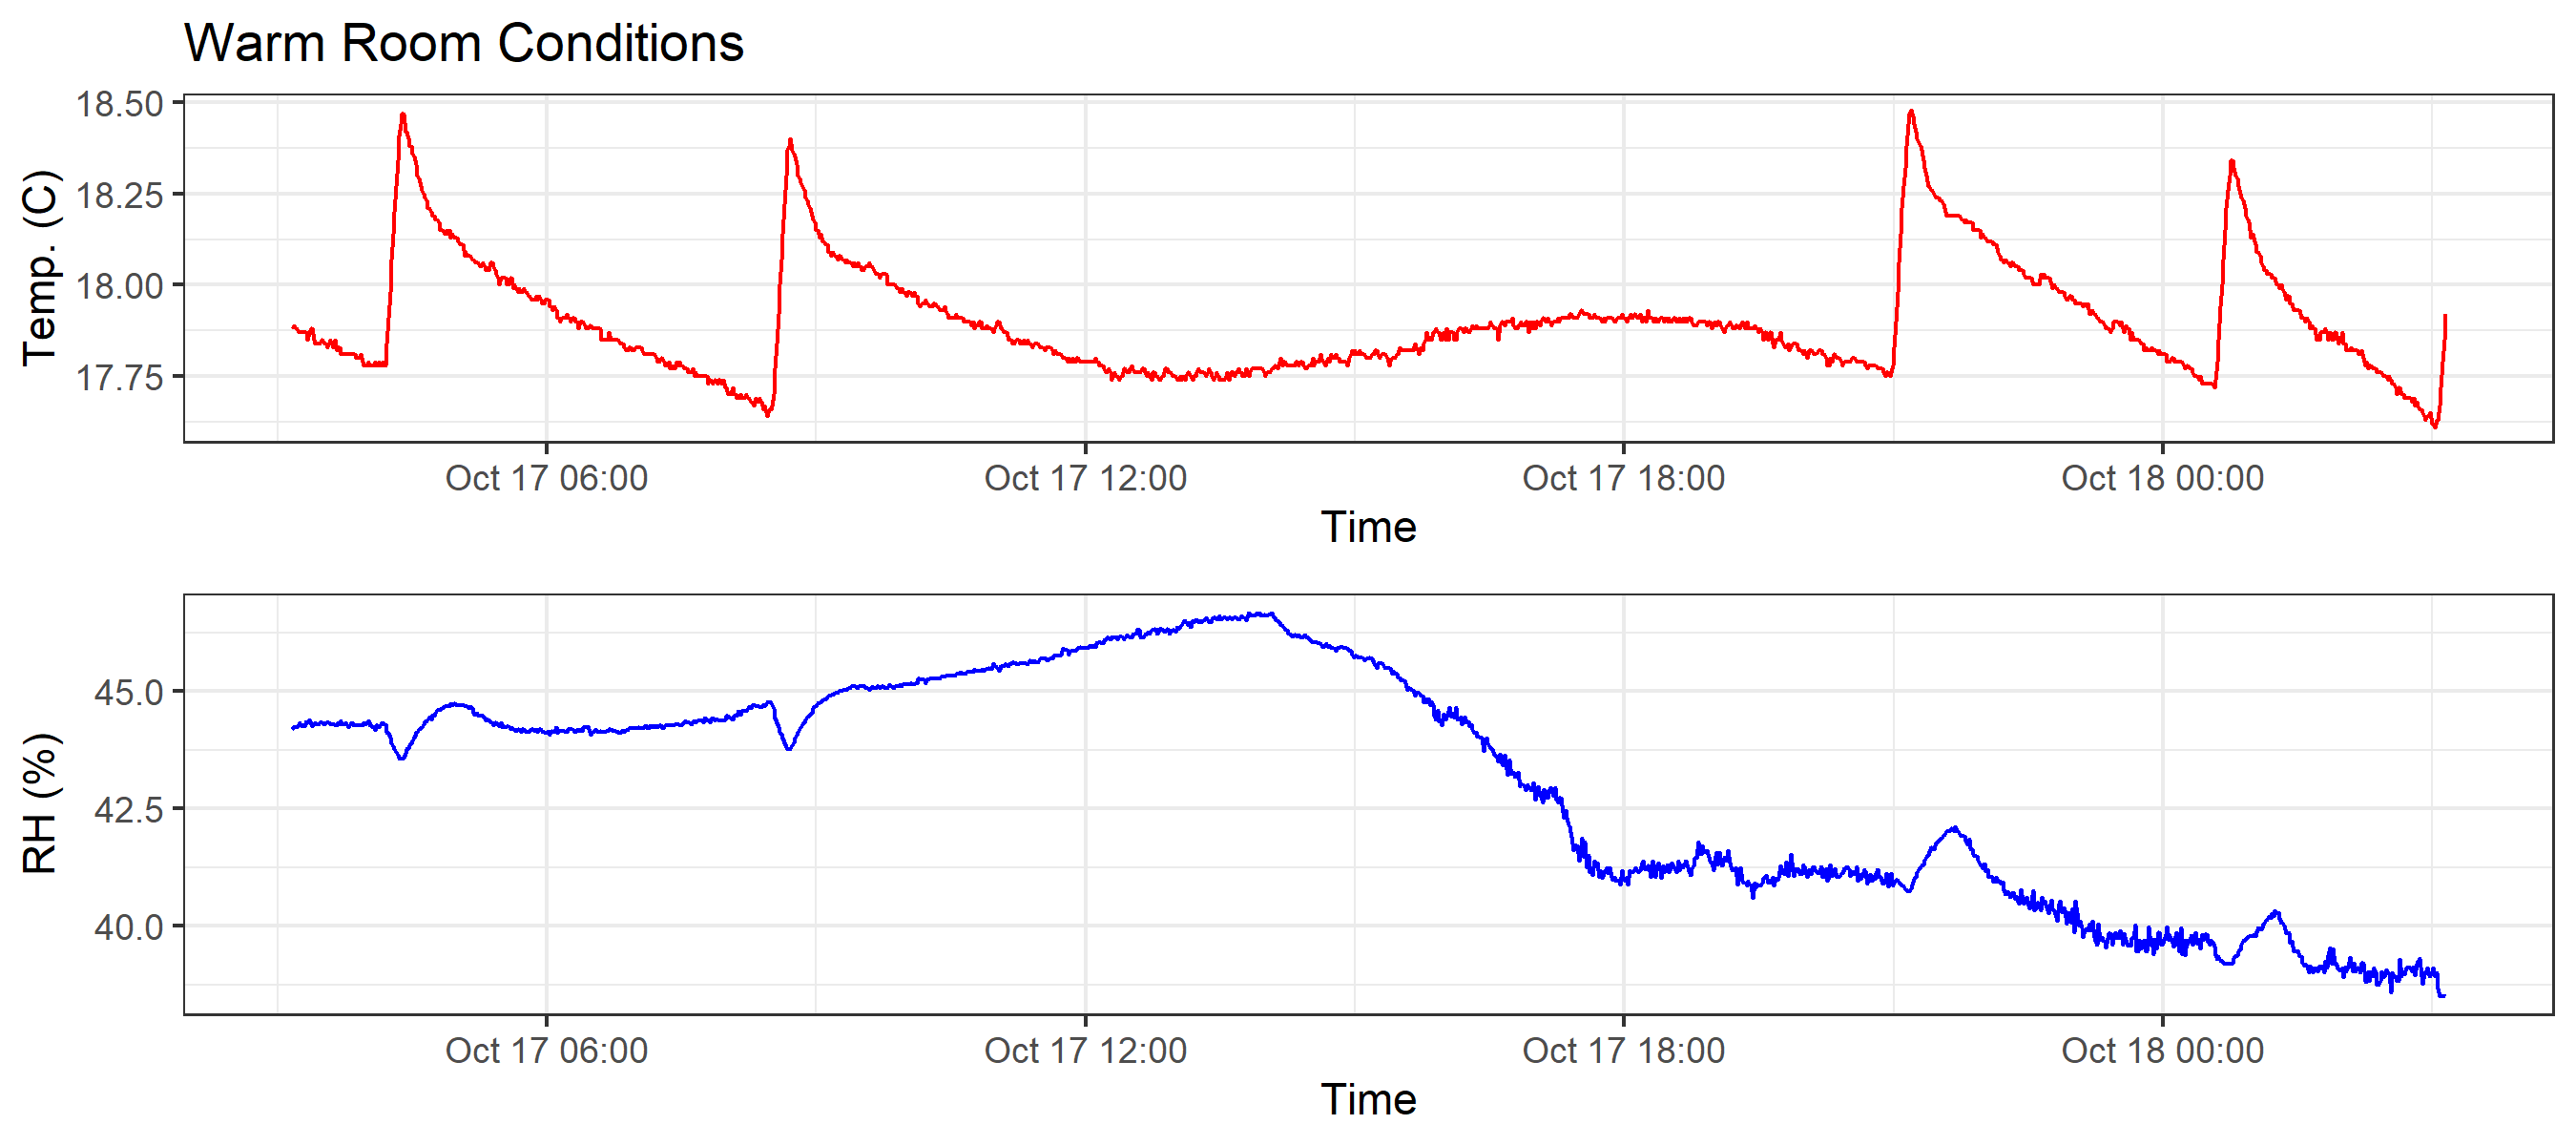 Warm Room Conditions
18.50
18.25
18.00
17.75
Temp. (C)
Oct 17 06:00 Oct 17 12:00 Oct 17 18:00 Oct 18 00:00
Time
45.0
42.5
40.0
RH (%)
Oct 17 06:00 Oct 17 12:00 Oct 17 18:00 Oct 18 00:00
Time